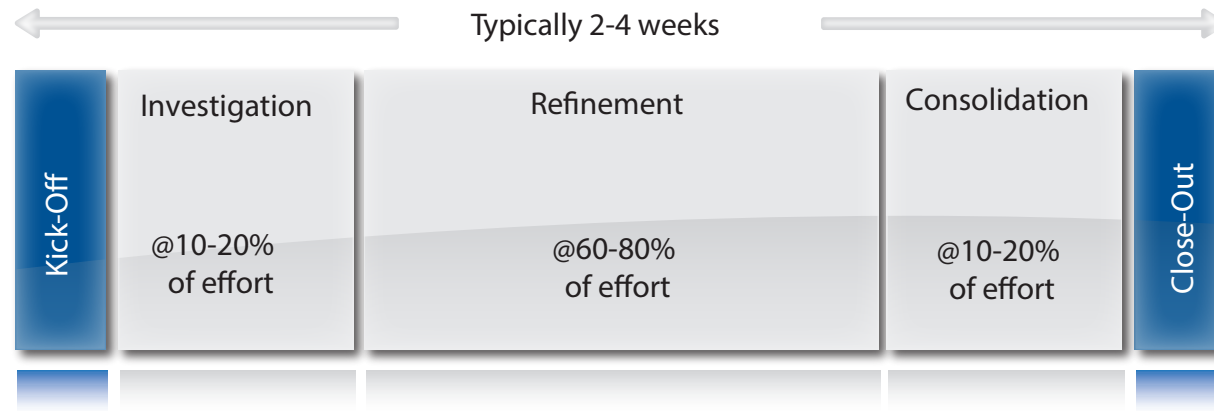 Typically 2-4 weeks
Kick-Off
Investigation
@10-20%
of effort
Refinement
@60-80%
of effort
Consolidation
@10-20%
of effort
Close-Out